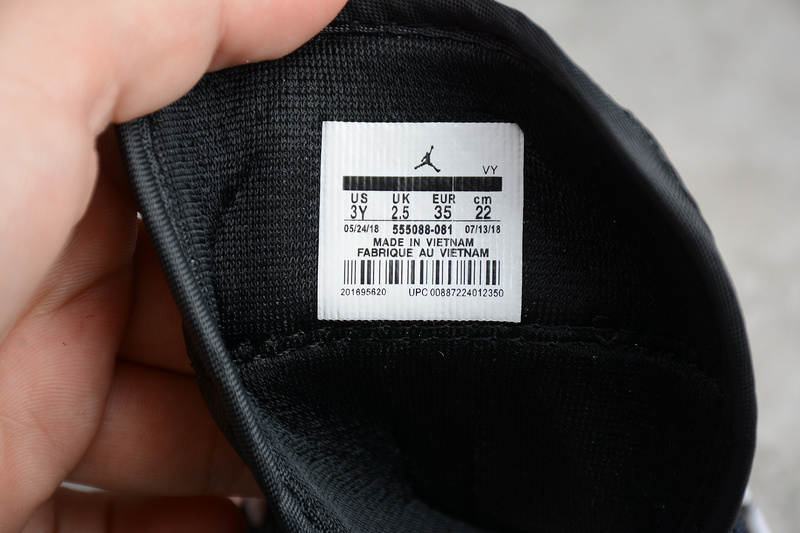 VY
US UK EUR cm
3Y 2.5 35 22
05/24/18 555088-081 07/13/18
MADE IN VIETNAM
FABRIQUE AU VIETNAM
201695620 UPC 00887224012350